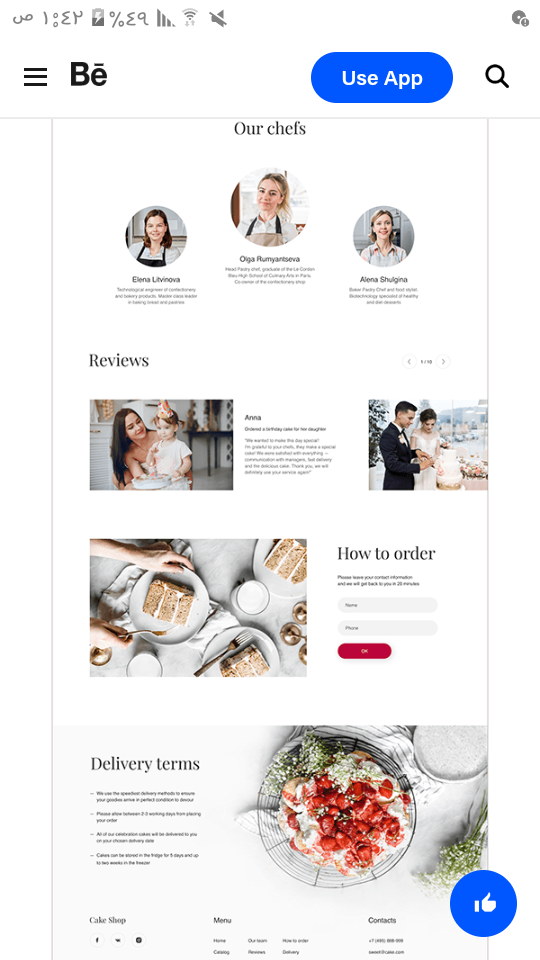 ١:٤٢ ص
%٤٩
Bē
Use App
Our chefs
Elena Litvinova
Technological engineer of confectionery
and bakery products. Master class leader
in baking bread and pastries
Olga Rumyantseva
Head Pastry chef, graduate of the Le Cordon
Bleu High School of Culinary Arts in Paris.
Co-owner of the confectionery shop
Alena Shulgina
Baker Pastry Chef and food stylist.
Biotechnology specialist of healthy
and diet desserts
Reviews
1 / 10
Anna
Ordered a birthday cake for her daughter
"We wanted to make this day special!
I'm grateful to your chefs, they make a special
cake! We were satisfied with everything —
communication with managers, fast delivery
and the delicious cake. Thank you, we will
definitely use your service again!"
How to order
Please leave your contact information
and we will get back to you in 20 minutes
Name
Phone
OK
Delivery terms
— We use the speediest delivery methods to ensure
your goodies arrive in perfect condition to devour
— Please allow between 2-3 working days from placing
your order
— All of our celebration cakes will be delivered to you
on your chosen delivery date
— Cakes can be stored in the fridge for 5 days and up
to two weeks in the freezer
Cake Shop
Menu
Contacts
Home
Our team
How to order
+7 (495) 888-999
Catalog
Reviews
Delivery
sweet@cake.com